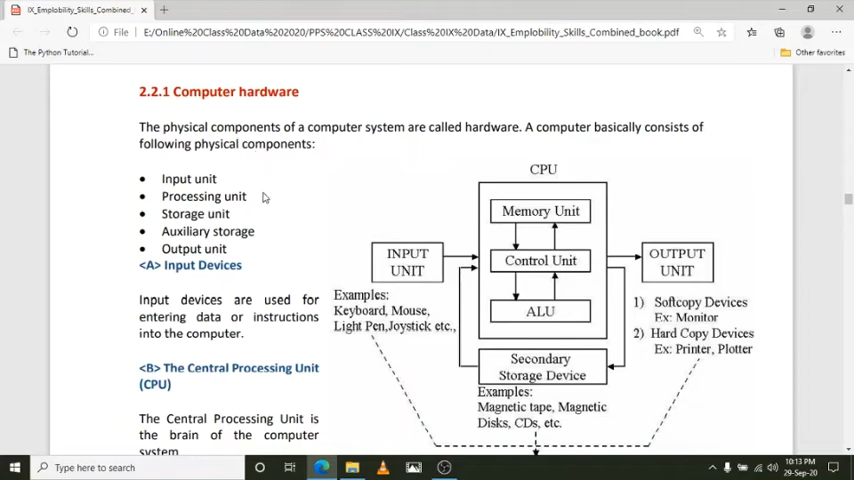 IX_Emplobility_Skills_Combined_
File
E:/Online%20Class%20Data%202020/PPS%20CLASS%20IX/Class%20IX%20Data/IX_Emplobility_Skills_Combined_book.pdf
The Python Tutorial...
Other favorites
2.2.1 Computer hardware
The physical components of a computer system are called hardware. A computer basically consists of
following physical components:
• Input unit
• Processing unit
• Storage unit
• Auxiliary storage
• Output unit
<A> Input Devices
Input devices are used for
entering data or instructions
into the computer.
<B> The Central Processing Unit
(CPU)
The Central Processing Unit is
the brain of the computer
system
CPU
Memory Unit
Control Unit
ALU
INPUT
UNIT
Examples:
Keyboard, Mouse,
Light Pen,Joystick etc.,
OUTPUT
UNIT
1) Softcopy Devices
Ex: Monitor
2) Hard Copy Devices
Ex: Printer, Plotter
Secondary
Storage Device
Examples:
Magnetic tape, Magnetic
Disks, CDs, etc.
Type here to search
10:13 PM
29-Sep-20